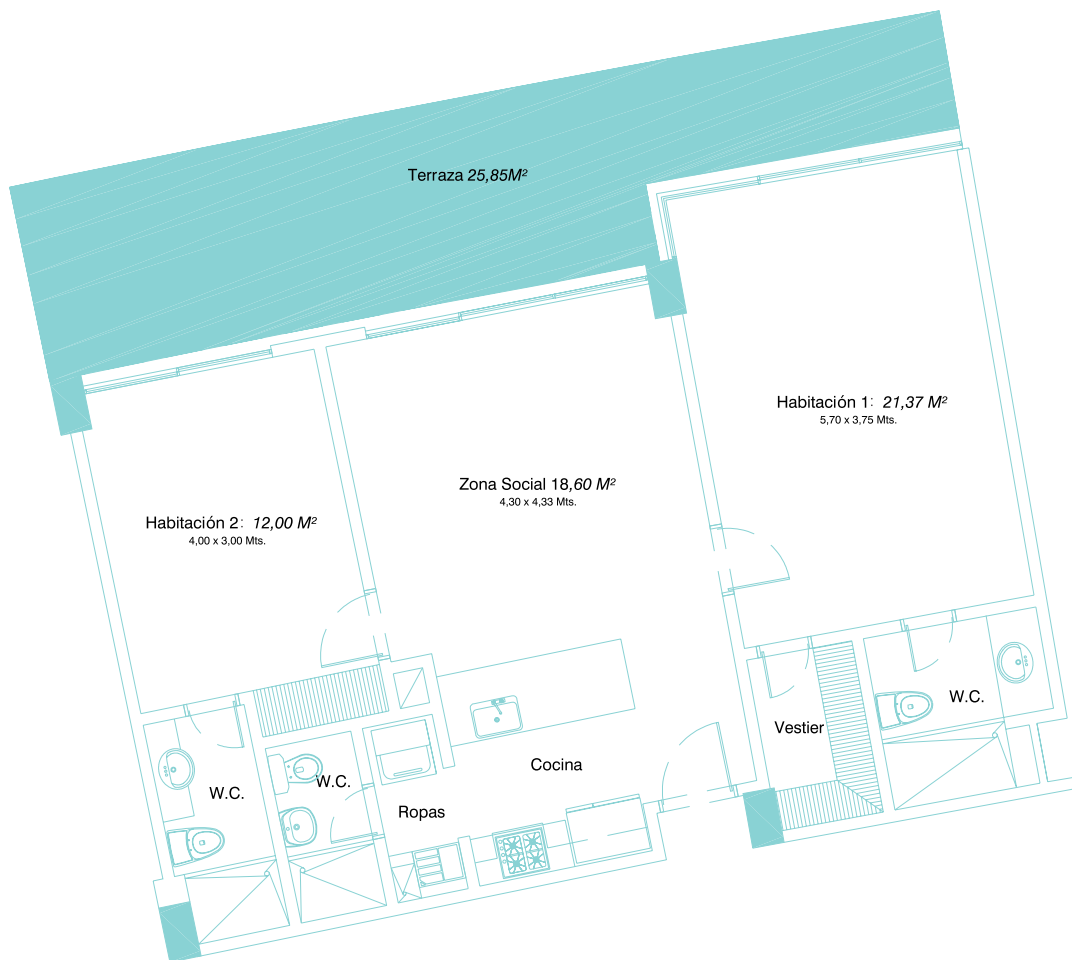 Terraza 25,85M²
Habitación 1: 21,37 M²
5,70 x 3,75 Mts.
Zona Social 18,60 M²
4,30 x 4,33 Mts.
Habitación 2: 12,00 M²
4,00 x 3,00 Mts.
W.C.
Vestier
Cocina
W.C.
W.C.
Ropas